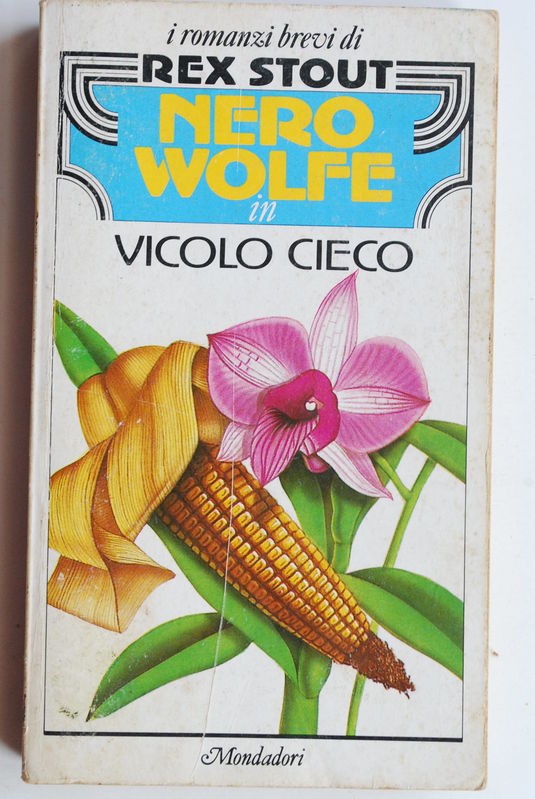 i romanzi brevi di
REX STOUT
NERO
WOLFE
in
VICOLO CIECO
Mondadori